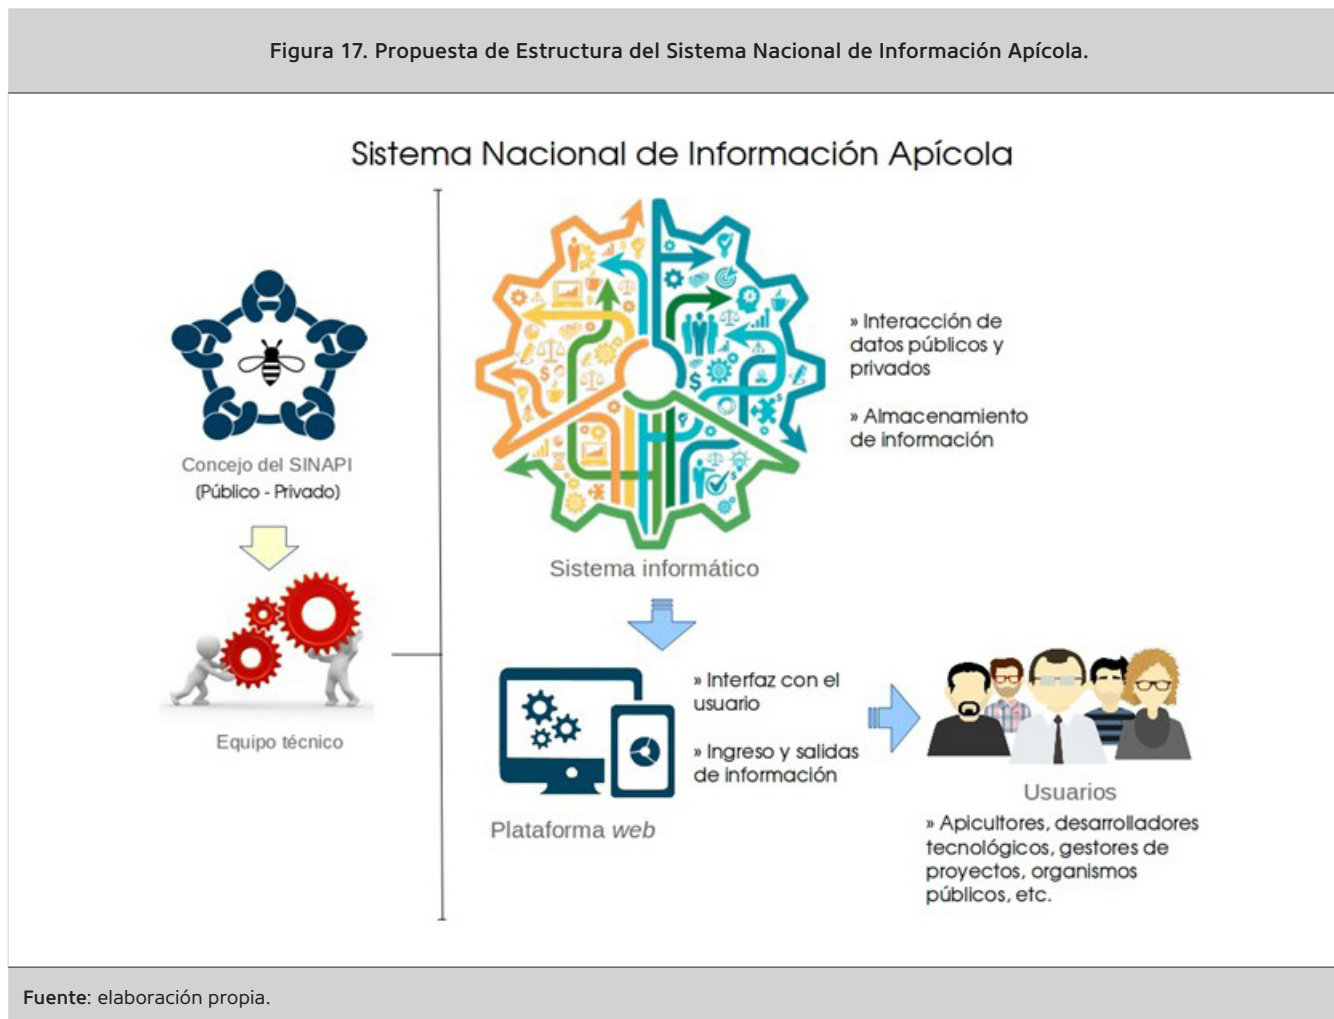 Figura 17. Propuesta de Estructura del Sistema Nacional de Información Apícola.
Sistema Nacional de Información Apícola
Concejo del SINAPI
(Público - Privado)
Equipo técnico
» Interacción de
datos públicos y
privados
» Almacenamiento
de información
Sistema informático
» Interfaz con el
usuario
» Ingreso y salidas
de información
Plataforma web
Usuarios
» Apicultores, desarrolladores
tecnológicos, gestores de
proyectos, organismos
públicos, etc.
Fuente: elaboración propia.